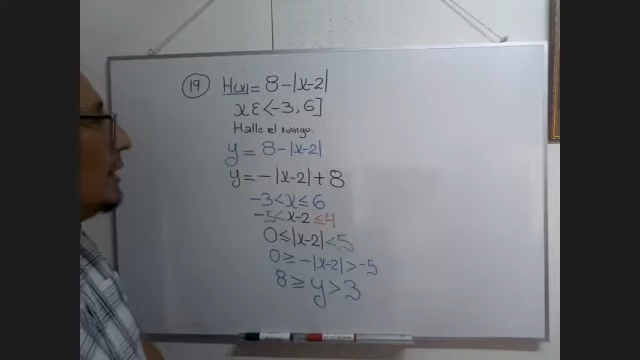 19 H(x) = 8-|x-2|
x ε <-3, 6]
Halle el rango.
y = 8-|x-2|
y = -|x-2| + 8
-3 < x ≤ 6
-5 < x-2 ≤ 4
0 ≤ |x-2| < 5
0 ≥ -|x-2| > -5
8 ≥ y > 3